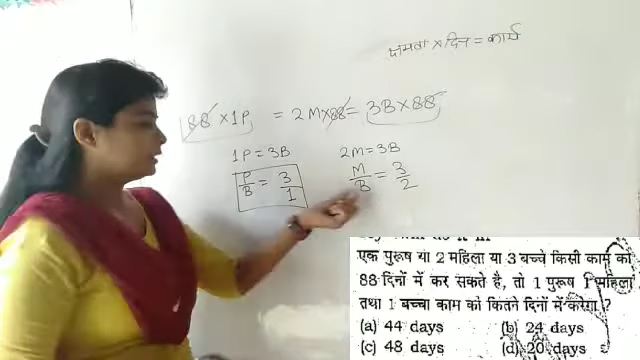 क्षमता × दिन = कार्य
88 × 1P = 2M × 88 = 3B × 88
1P = 3B 2M = 3B
P/B = 3/1 M/B = 3/2
एक पुरूष या 2 महिला या 3 बच्चे किसी काम को
88 दिनों में कर सकते है, तो 1 पुरूष 1 महिला
तथा 1 बच्चा काम को कितने दिनों में करेगा ?
(a) 44 days (b) 24 days
(c) 48 days (d) 20 days